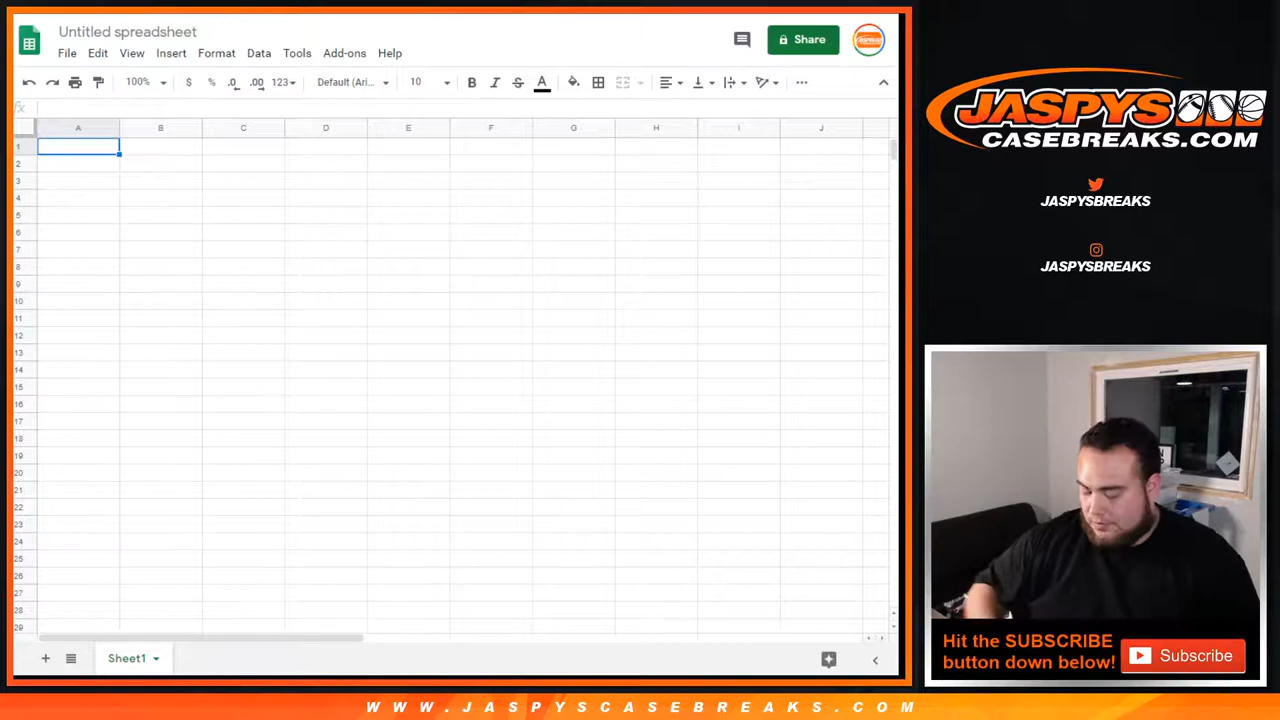 Untitled spreadsheet
File Edit View Insert Format Data Tools Add-ons Help
Share
100% $ % .0 .00 123 Default (Ari... 10 B I S A
fx
A B C D E F G H I J
1
2
3
4
5
6
7
8
9
10
11
12
13
14
15
16
17
18
19
20
21
22
23
24
25
26
27
28
29
Sheet1
JASPYS
CASEBREAKS.COM
JASPYSBREAKS
JASPYSBREAKS
Hit the SUBSCRIBE
button down below!
Subscribe
WWW.JASPYSCASEBREAKS.COM